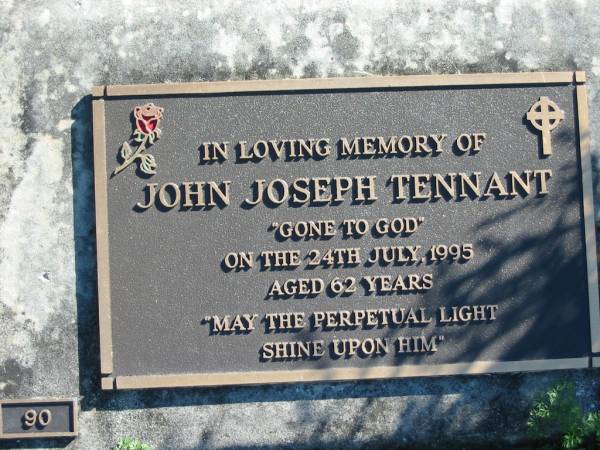 IN LOVING MEMORY OF
JOHN JOSEPH TENNANT
"GONE TO GOD"
ON THE 24TH JULY, 1995
AGED 62 YEARS
"MAY THE PERPETUAL LIGHT
SHINE UPON HIM"
90